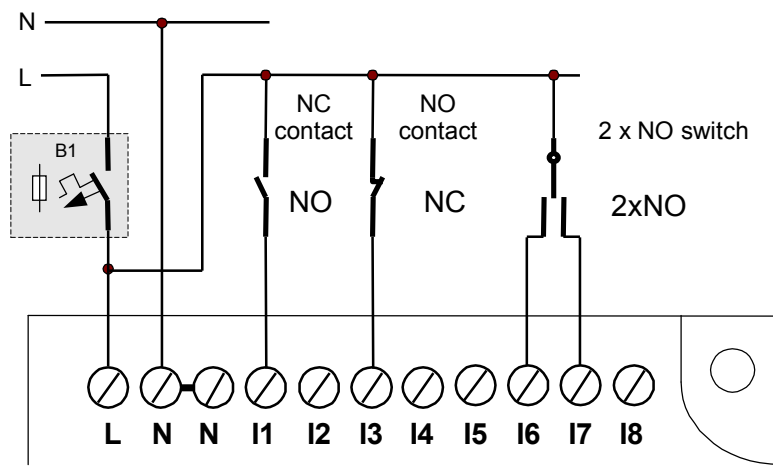 N
L
B1
NC
contact
NO
contact
2 x NO switch
NO
NC
2xNO
L N N I1 I2 I3 I4 I5 I6 I7 I8